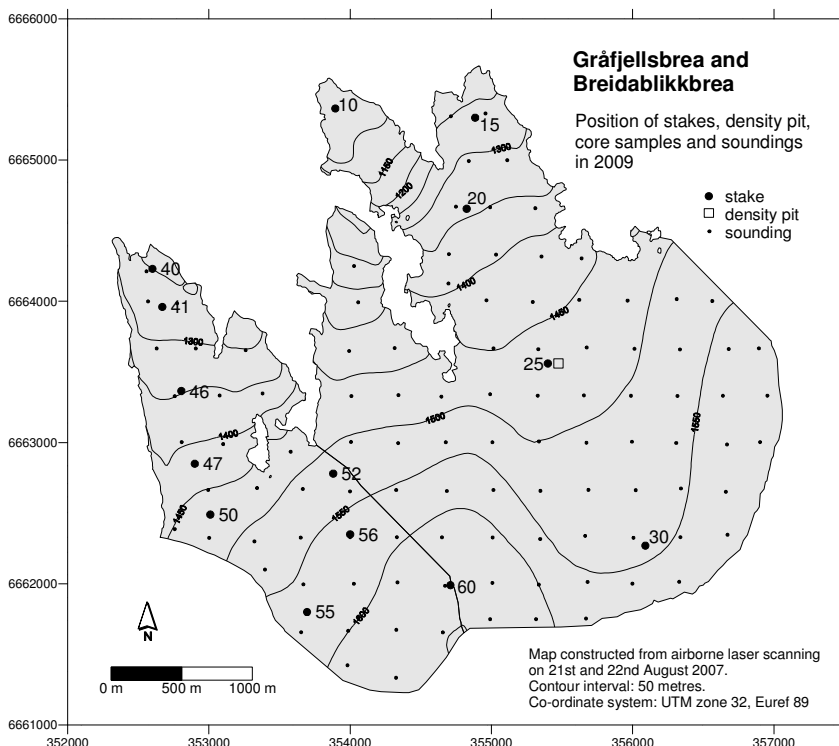 6666000
6665000
6664000
6663000
6662000
6661000
352000
353000
354000
355000
356000
357000
Gråfjellsbrea and
Breidablikkbrea
Position of stakes, density pit,
core samples and soundings
in 2009
stake
density pit
sounding
10
15
1150
1200
1300
20
1400
1450
40
41
1300
25
46
1400
1500
1550
47
52
1450
50
1550
56
30
60
55
1600
N
0 m
500 m
1000 m
Map constructed from airborne laser scanning
on 21st and 22nd August 2007.
Contour interval: 50 metres.
Co-ordinate system: UTM zone 32, Euref 89